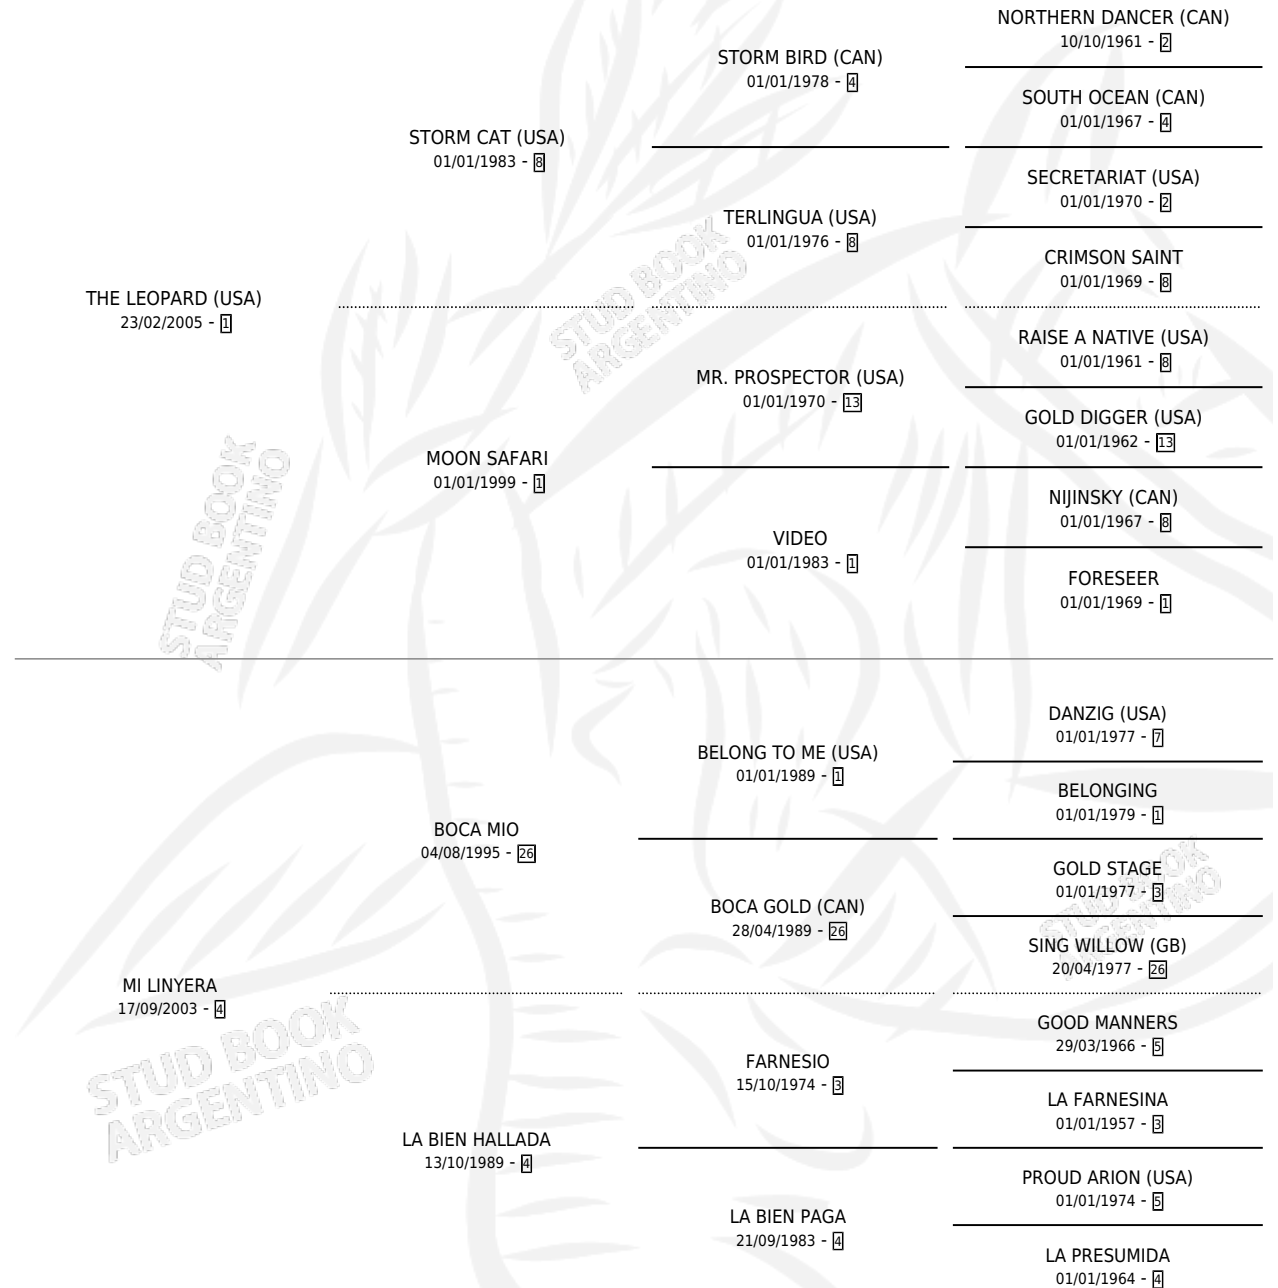 NORTHERN DANCER (CAN)
10/10/1961 - 2
STORM BIRD (CAN)
01/01/1978 - 4
SOUTH OCEAN (CAN)
01/01/1967 - 4
STORM CAT (USA)
01/01/1983 - 8
SECRETARIAT (USA)
01/01/1970 - 2
TERLINGUA (USA)
01/01/1976 - 8
CRIMSON SAINT
01/01/1969 - 8
THE LEOPARD (USA)
23/02/2005 - 1
RAISE A NATIVE (USA)
01/01/1961 - 8
MR. PROSPECTOR (USA)
01/01/1970 - 13
GOLD DIGGER (USA)
01/01/1962 - 13
MOON SAFARI
01/01/1999 - 1
NIJINSKY (CAN)
01/01/1967 - 8
VIDEO
01/01/1983 - 1
FORESEER
01/01/1969 - 1
STUD BOOK
ARGENTINO
STUD BOOK
ARGENTINO
DANZIG (USA)
01/01/1977 - 7
BELONG TO ME (USA)
01/01/1989 - 1
BELONGING
01/01/1979 - 1
BOCA MIO
04/08/1995 - 26
GOLD STAGE
01/01/1977 - 3
BOCA GOLD (CAN)
28/04/1989 - 26
SING WILLOW (GB)
20/04/1977 - 26
STUD BOOK
ARGENTINO
MI LINYERA
17/09/2003 - 4
GOOD MANNERS
29/03/1966 - 5
FARNESIO
15/10/1974 - 3
LA FARNESINA
01/01/1957 - 3
LA BIEN HALLADA
13/10/1989 - 4
PROUD ARION (USA)
01/01/1974 - 5
LA BIEN PAGA
21/09/1983 - 4
LA PRESUMIDA
01/01/1964 - 4
STUD BOOK
ARGENTINO